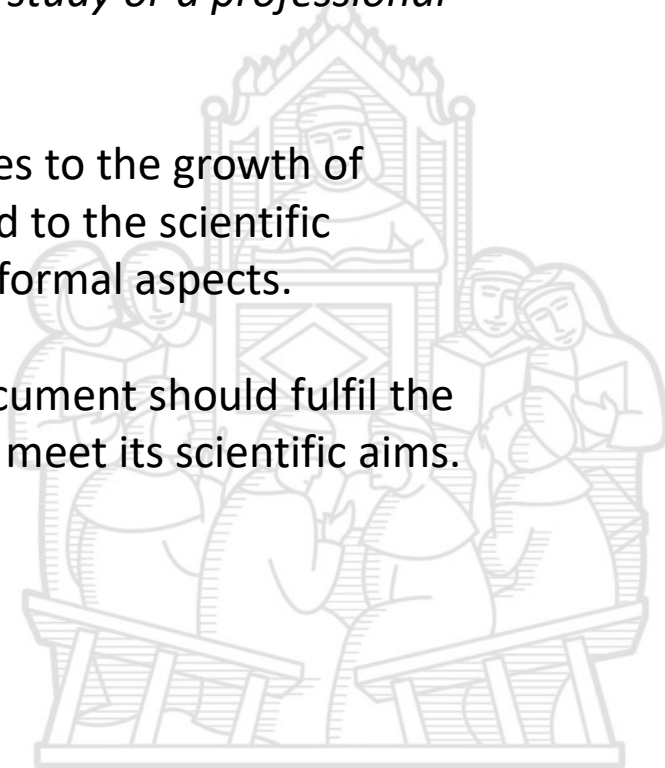 study or a professional
es to the growth of
d to the scientific
formal aspects.
cument should fulfil the
meet its scientific aims.